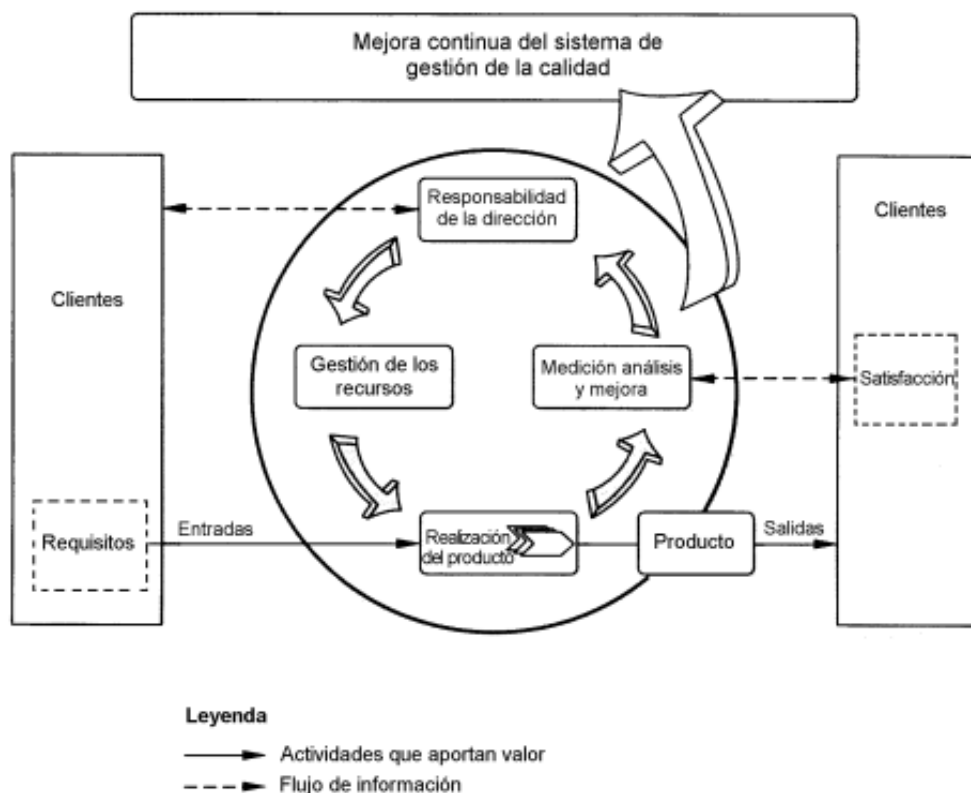 Mejora continua del sistema de
gestión de la calidad
Responsabilidad
de la dirección
Clientes
Clientes
Gestión de los
recursos
Medición análisis
y mejora
Satisfacción
Requisitos
Entradas
Realización
del producto
Producto
Salidas
Leyenda
Actividades que aportan valor
Flujo de información